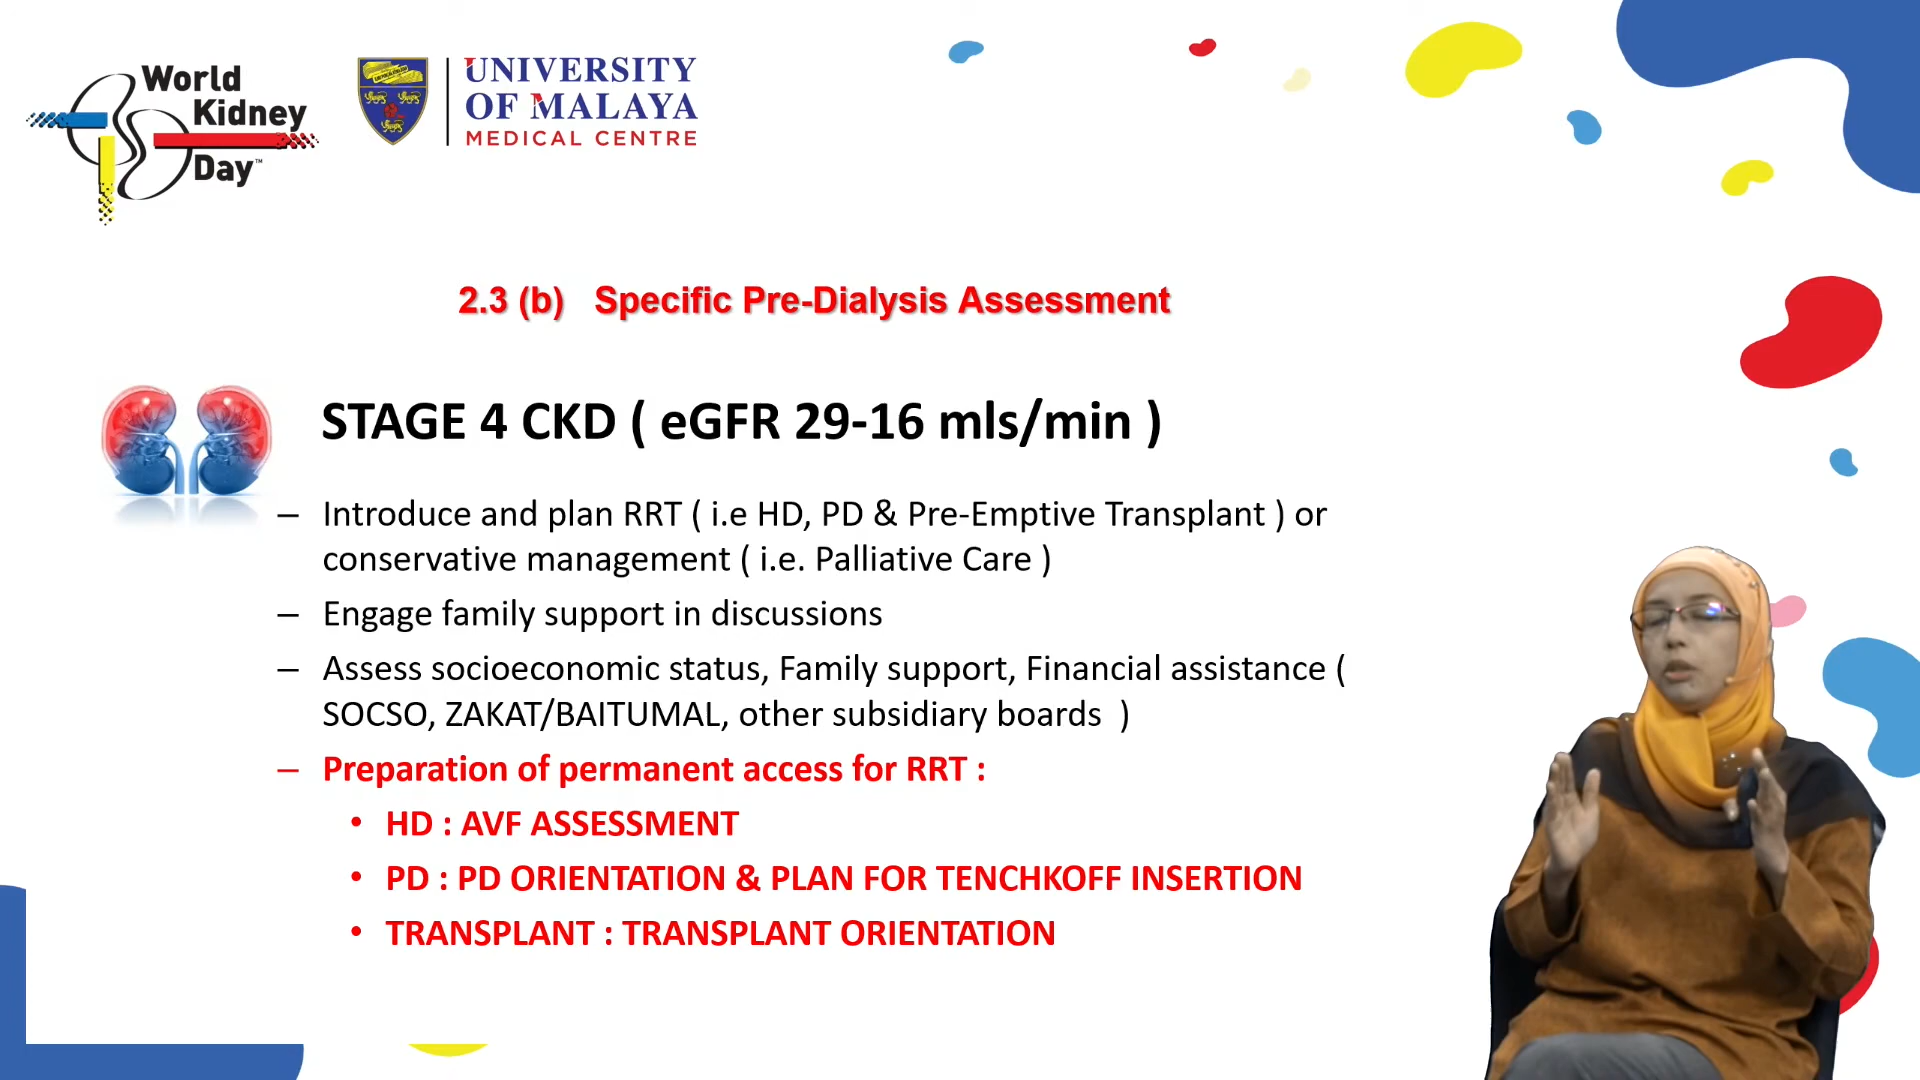 World
Kidney
Day™
UNIVERSITY
OF MALAYA
MEDICAL CENTRE
2.3 (b) Specific Pre-Dialysis Assessment
STAGE 4 CKD ( eGFR 29-16 mls/min )
– Introduce and plan RRT ( i.e HD, PD & Pre-Emptive Transplant ) or
conservative management ( i.e. Palliative Care )
– Engage family support in discussions
– Assess socioeconomic status, Family support, Financial assistance (
SOCSO, ZAKAT/BAITUMAL, other subsidiary boards )
– Preparation of permanent access for RRT :
• HD : AVF ASSESSMENT
• PD : PD ORIENTATION & PLAN FOR TENCHKOFF INSERTION
• TRANSPLANT : TRANSPLANT ORIENTATION